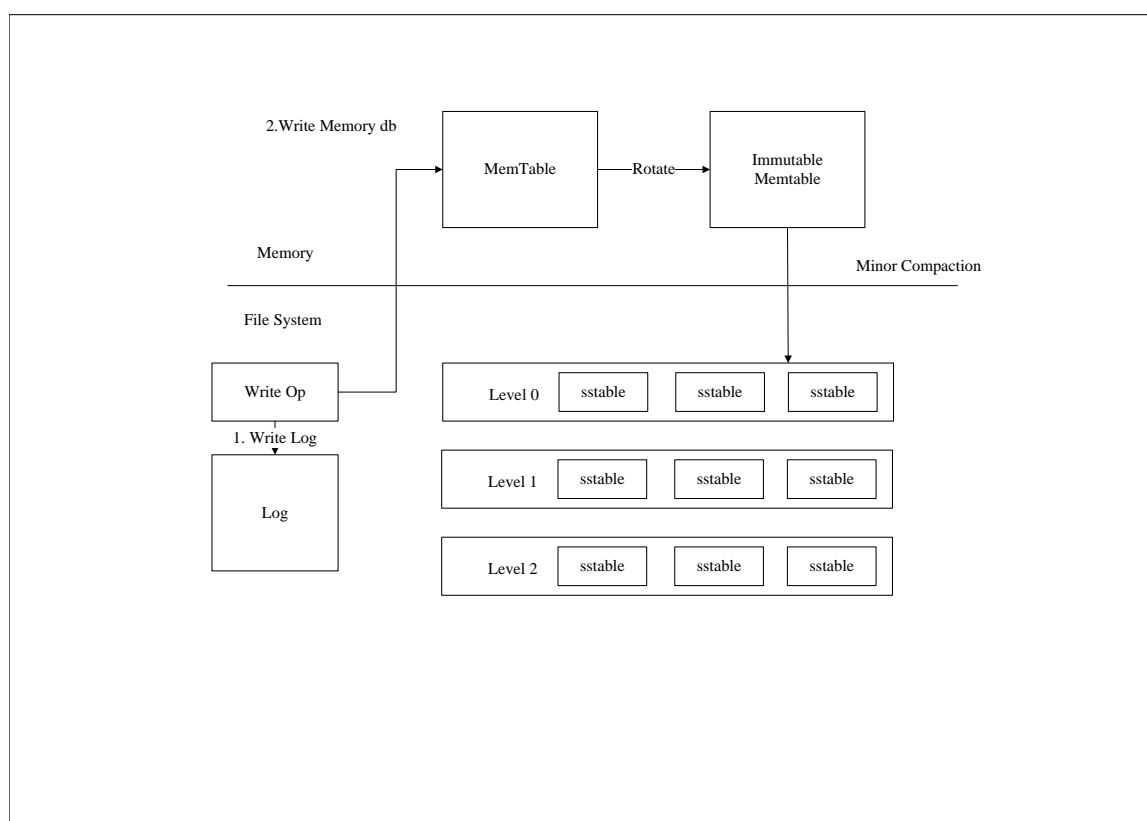 2.Write Memory db
MemTable
Rotate
Immutable
Memtable
Memory
Minor Compaction
File System
Write Op
1. Write Log
Log
Level 0
sstable
sstable
sstable
Level 1
sstable
sstable
sstable
Level 2
sstable
sstable
sstable